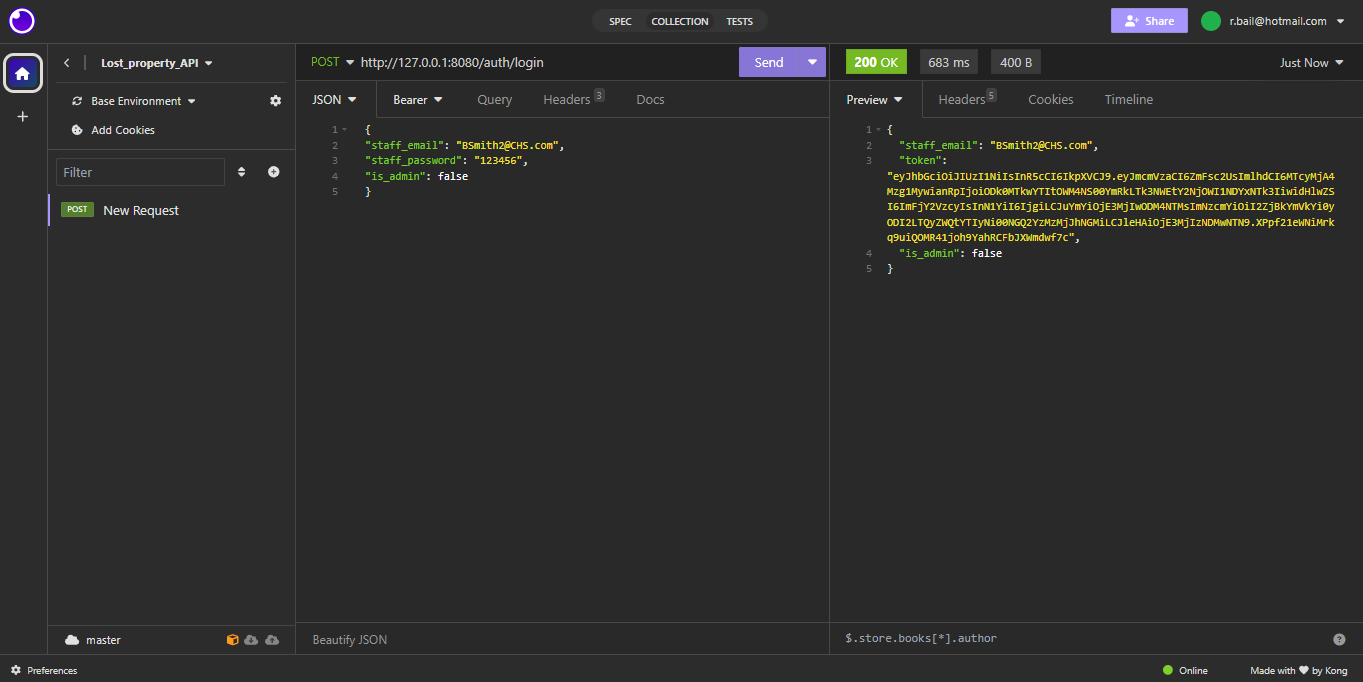 SPEC COLLECTION TESTS
Share
r.bail@hotmail.com
Lost_property_API
Base Environment
Add Cookies
Filter
POST New Request
master
Preferences
POST http://127.0.0.1:8080/auth/login
Send
JSON Bearer Query Headers 3 Docs
1 {
2 "staff_email": "BSmith2@CHS.com",
3 "staff_password": "123456",
4 "is_admin": false
5 }
Beautify JSON
200 OK 683 ms 400 B Just Now
Preview Headers 5 Cookies Timeline
1 {
2 "staff_email": "BSmith2@CHS.com",
3 "token":
4 "is_admin": false
5 }
$.store.books[*].author
Online
Made with by Kong